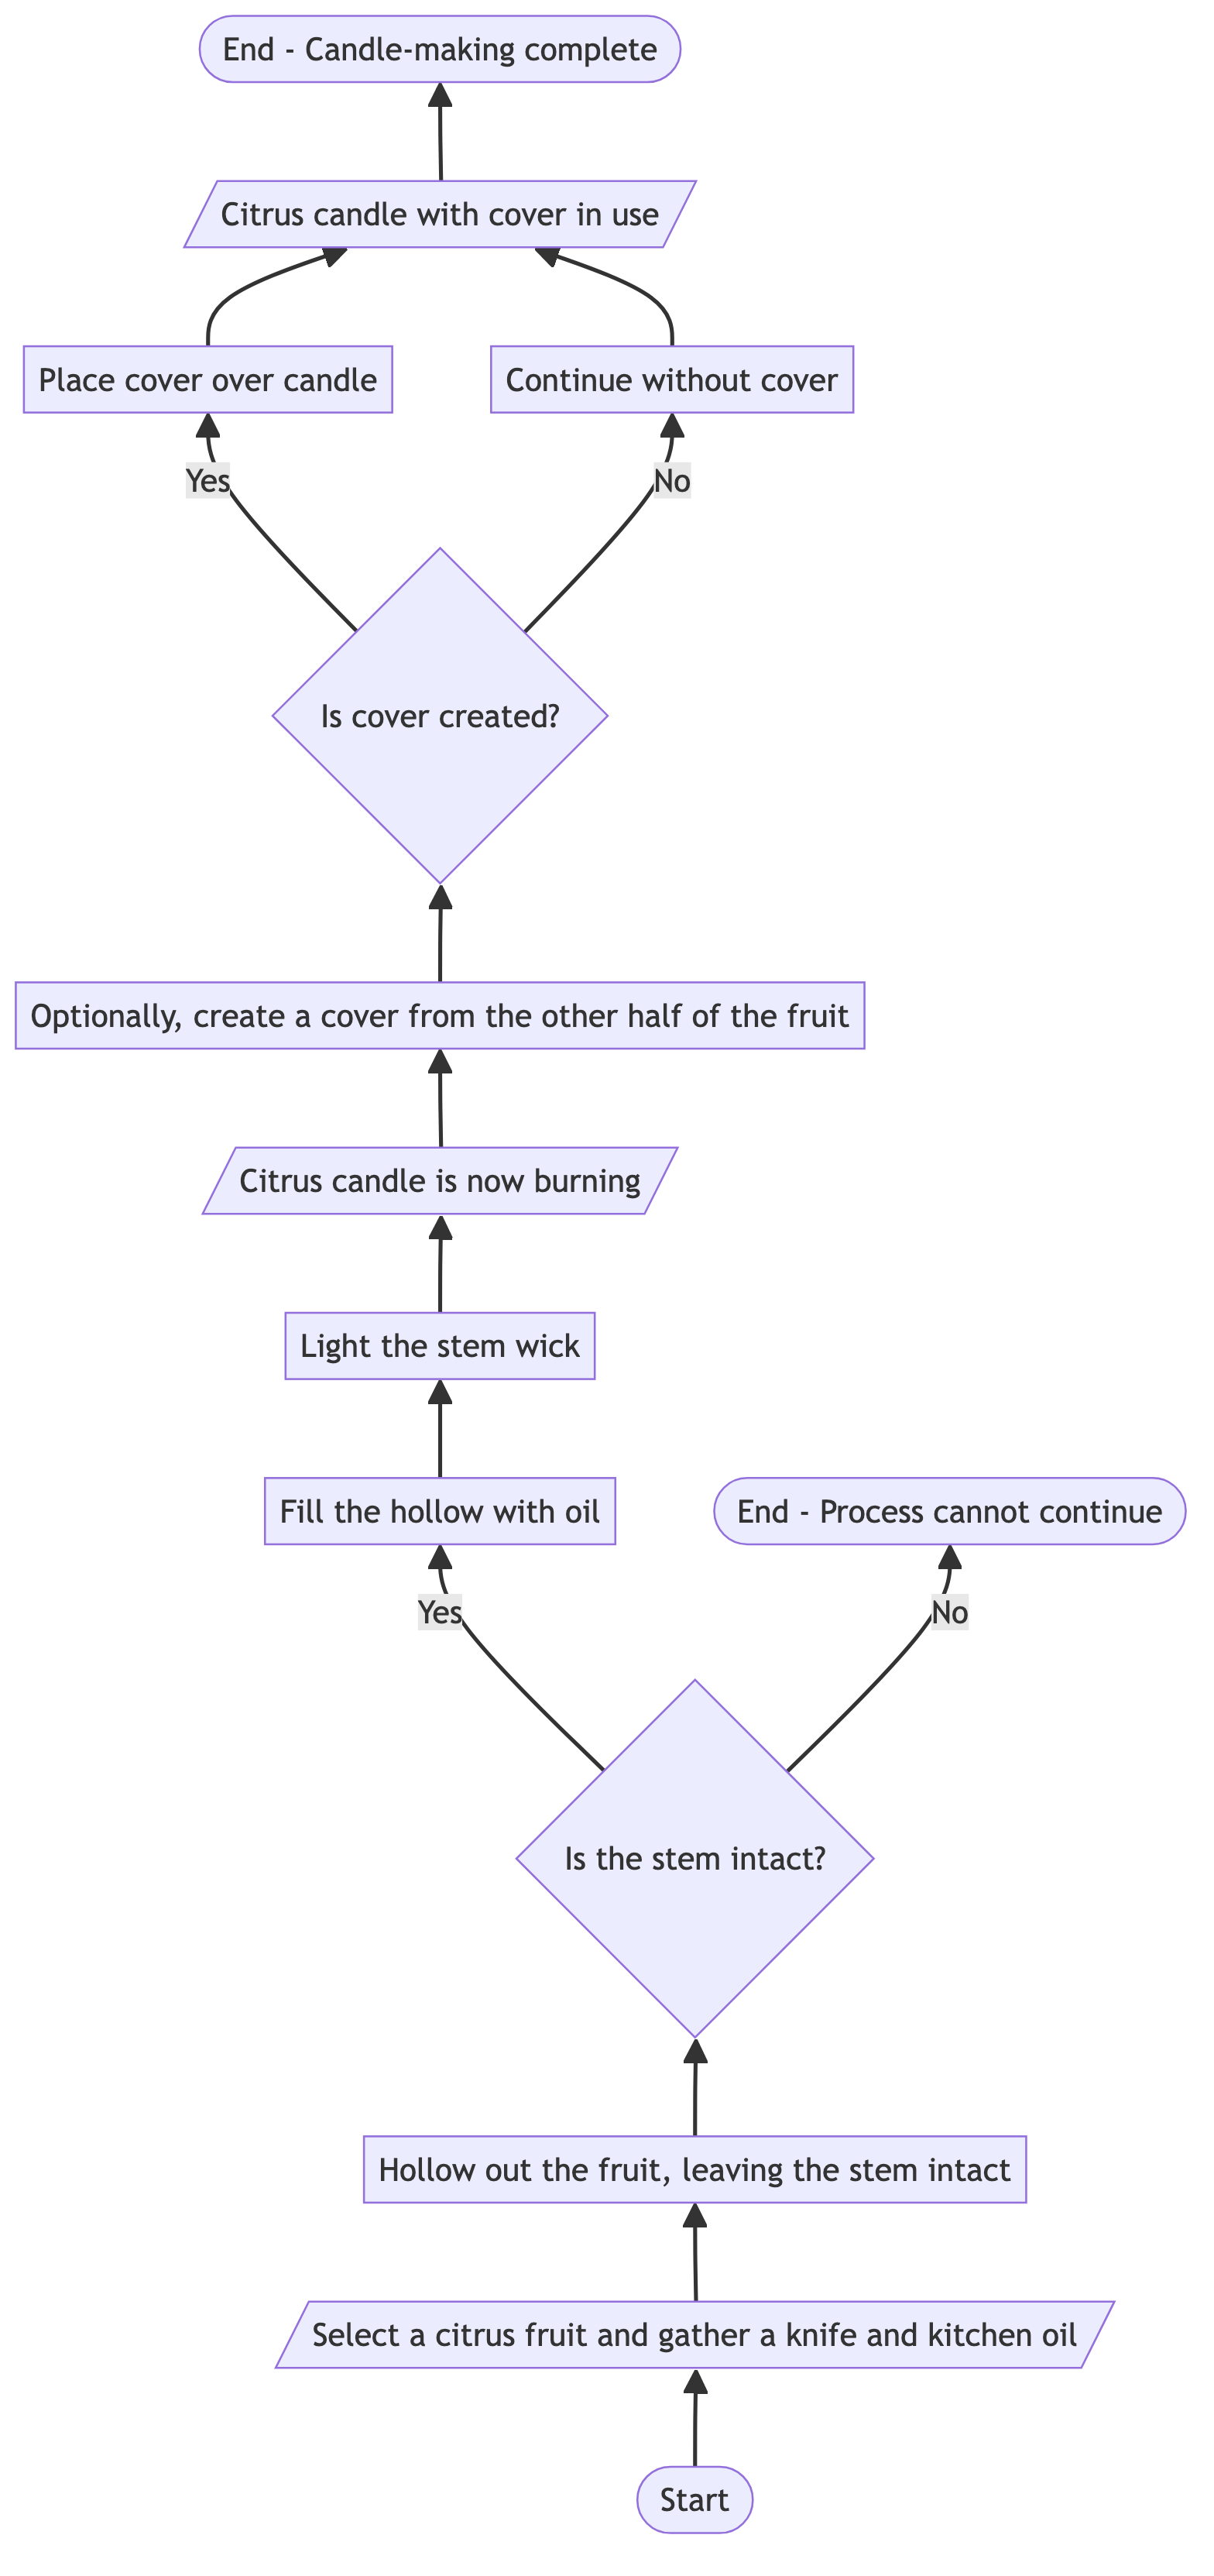 End - Candle-making complete
Citrus candle with cover in use
Place cover over candle
Continue without cover
Yes
No
Is cover created?
Optionally, create a cover from the other half of the fruit
Citrus candle is now burning
Light the stem wick
Fill the hollow with oil
End - Process cannot continue
Yes
No
Is the stem intact?
Hollow out the fruit, leaving the stem intact
Select a citrus fruit and gather a knife and kitchen oil
Start